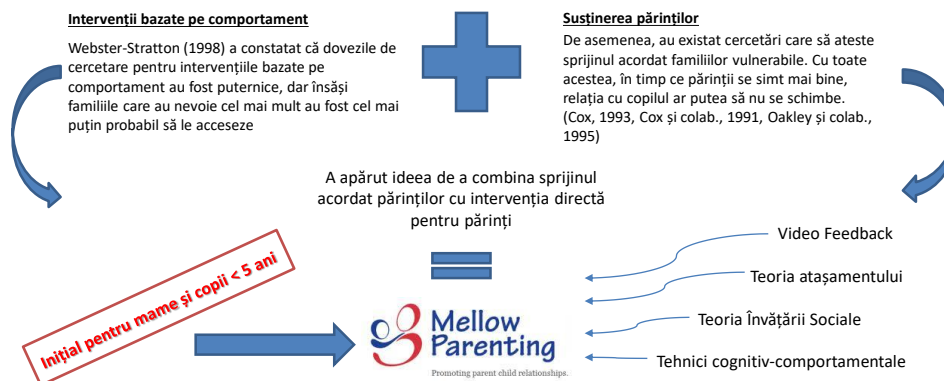 Intervenții bazate pe comportament
Webster-Stratton (1998) a constatat că dovezile de
cercetare pentru intervențiile bazate pe
comportament au fost puternice, dar însăși
familiile care au nevoie cel mai mult au fost cel mai
puțin probabil să le acceseze
Susținerea părinților
De asemenea, au existat cercetări care să ateste
sprijinul acordat familiilor vulnerabile. Cu toate
acestea, în timp ce părinții se simt mai bine,
relația cu copilul ar putea să nu se schimbe.
(Cox, 1993, Cox și colab., 1991, Oakley și colab.,
1995)
A apărut ideea de a combina sprijinul
acordat părinților cu intervenția directă
pentru părinți
Inițial pentru mame și copii < 5 ani
Video Feedback
Teoria atașamentului
Teoria Învățării Sociale
Tehnici cognitiv-comportamentale
Mellow
Parenting
Promoting parent child relationships.